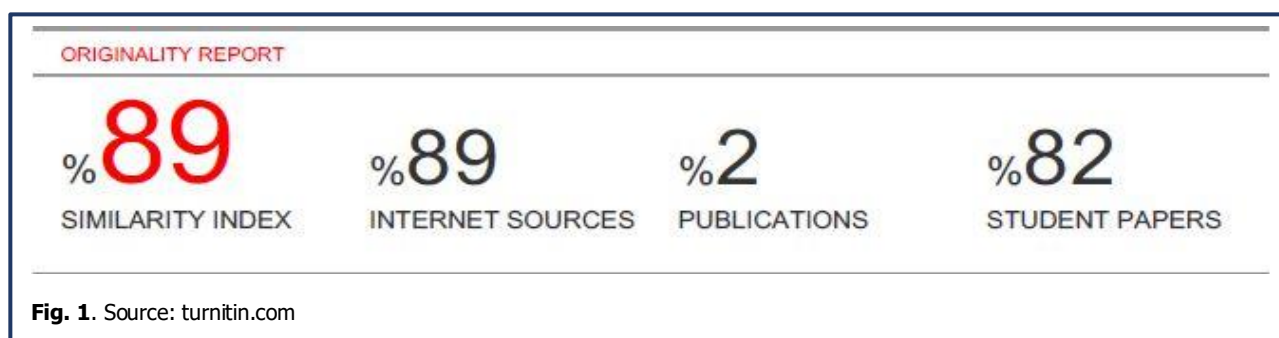 ORIGINALITY REPORT
%89 %89 %2 %82
SIMILARITY INDEX INTERNET SOURCES PUBLICATIONS STUDENT PAPERS
Fig. 1. Source: turnitin.com